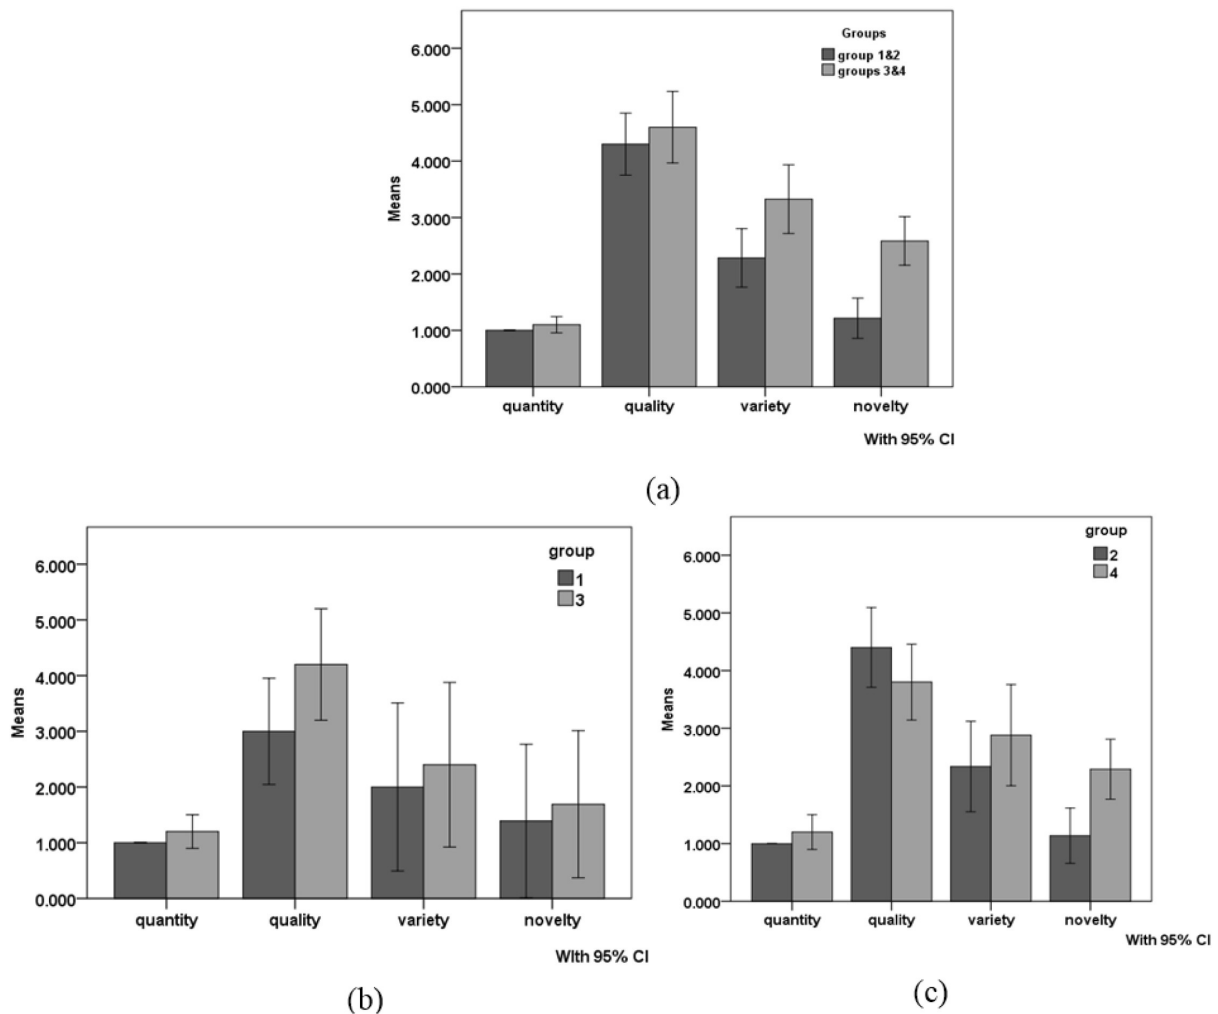 Groups
group 1&2
groups 3&4
6.000
5.000
4.000
3.000
2.000
1.000
0.000
Means
quantity quality variety novelty
With 95% CI
(a)
group
1
3
6.000
5.000
4.000
3.000
2.000
1.000
0.000
Means
quantity quality variety novelty
WIth 95% CI
(b)
group
2
4
6.000
5.000
4.000
3.000
2.000
1.000
0.000
Means
quantity quality variety novelty
With 95% CI
(c)